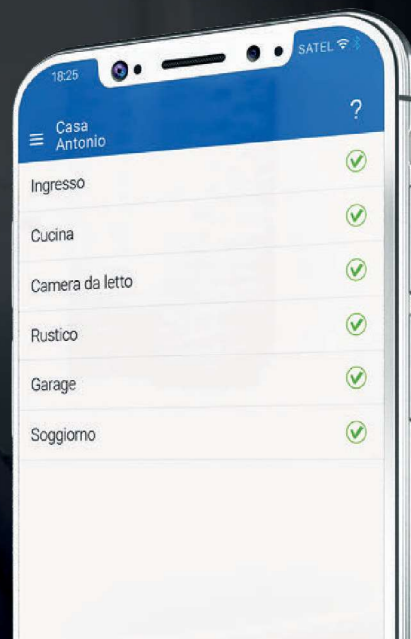 18:25
SATEL
Casa
Antonio
?
Ingresso
Cucina
Camera da letto
Rustico
Garage
Soggiorno